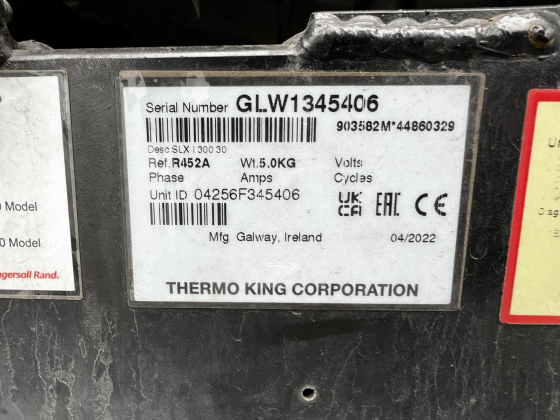 Serial Number GLW1345406
903582M*44860329
Desc:SLX I 300 30
Ref.R452A Wt.5.0KG Volts
Phase Amps Cycles
Unit ID 04256F345406
UK CA EAC CE
Mfg Galway, Ireland 04/2022
THERMO KING CORPORATION
0 Model
0 Model
ngersoll Rand.